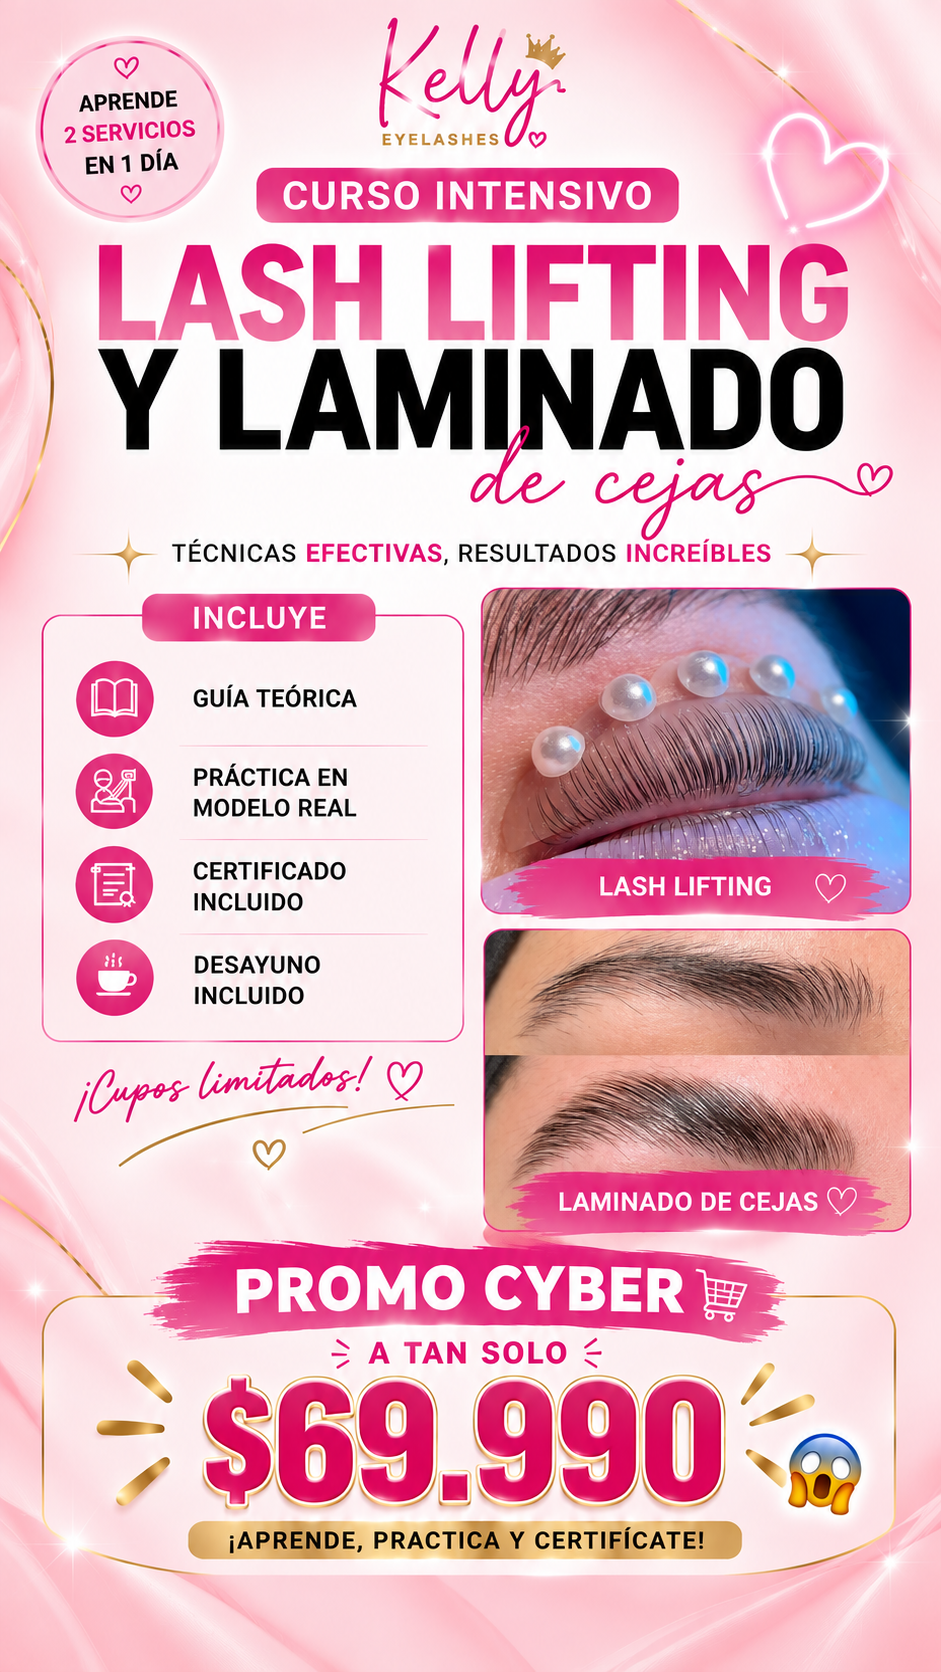 Kelly
EYELASHES
APRENDE
2 SERVICIOS
EN 1 DÍA
CURSO INTENSIVO
LASH LIFTING
Y LAMINADO
de cejas
TÉCNICAS EFECTIVAS, RESULTADOS INCREÍBLES
INCLUYE
GUÍA TEÓRICA
PRÁCTICA EN
MODELO REAL
CERTIFICADO
INCLUIDO
DESAYUNO
INCLUIDO
¡Cupos limitados!
LASH LIFTING
LAMINADO DE CEJAS
PROMO CYBER
A TAN SOLO
$69.990
¡APRENDE, PRACTICA Y CERTIFÍCATE!